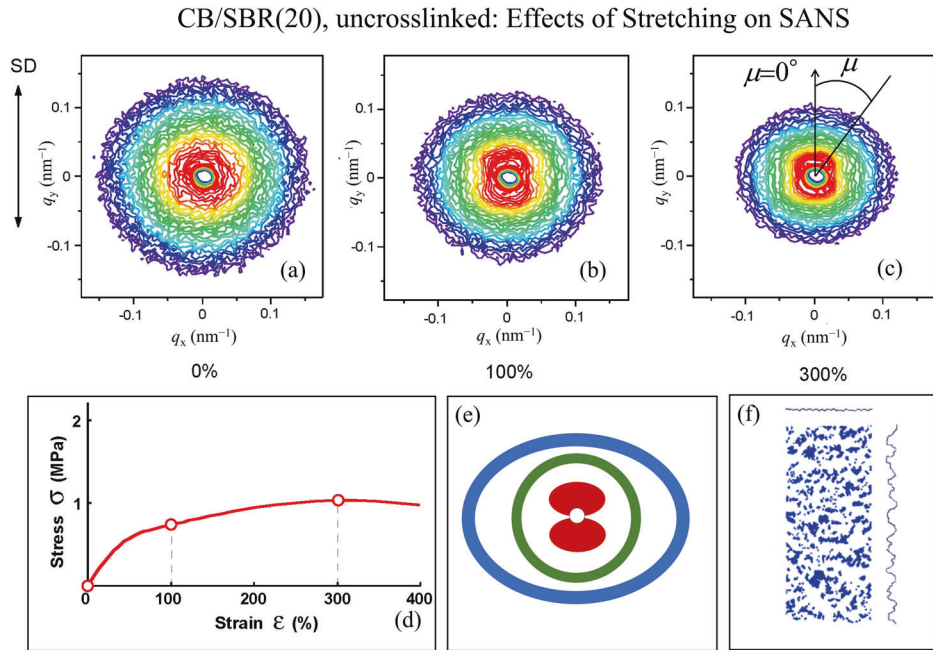 CB/SBR(20), uncrosslinked: Effects of Stretching on SANS
SD
0.1
0
-0.1
q_y (nm⁻¹)
-0.1
0
0.1
q_x (nm⁻¹)
(a)
0%
0.1
0
-0.1
q_y (nm⁻¹)
-0.1
0
0.1
q_x (nm⁻¹)
(b)
100%
μ=0°
μ
0.1
0
-0.1
q_y (nm⁻¹)
-0.1
0
0.1
q_x (nm⁻¹)
(c)
300%
2
1
0
Stress σ (MPa)
0
100
200
300
400
Strain ε (%)
(d)
(e)
(f)